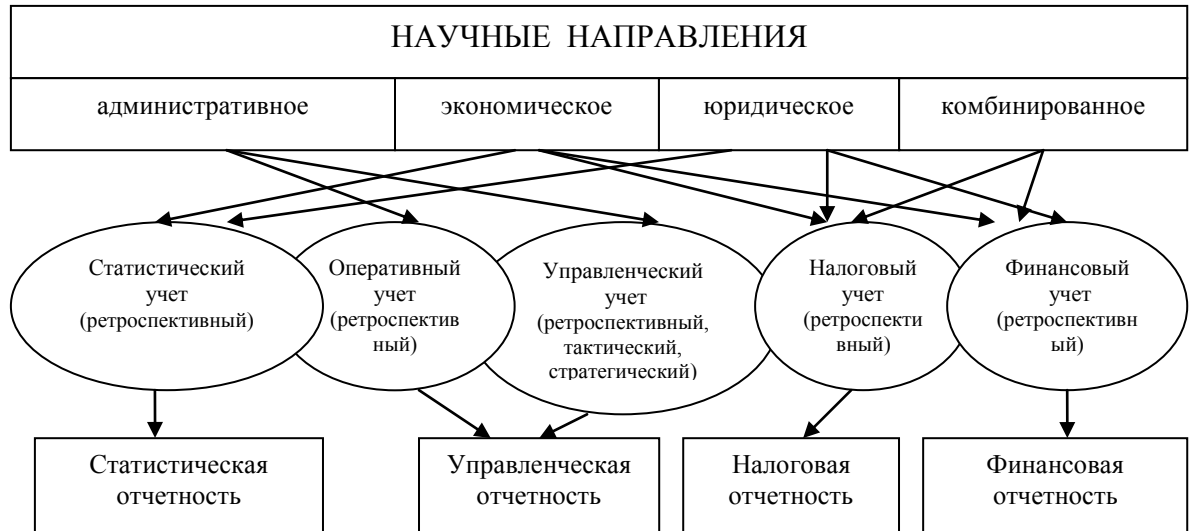 НАУЧНЫЕ НАПРАВЛЕНИЯ
административное
экономическое
юридическое
комбинированное
Статистический
учет
(ретроспективный)
Оперативный
учет
(ретроспектив
ный)
Управленческий
учет
(ретроспективный,
тактический,
стратегический)
Налоговый
учет
(ретроспекти
вный)
Финансовый
учет
(ретроспективн
ый)
Статистическая
отчетность
Управленческая
отчетность
Налоговая
отчетность
Финансовая
отчетность